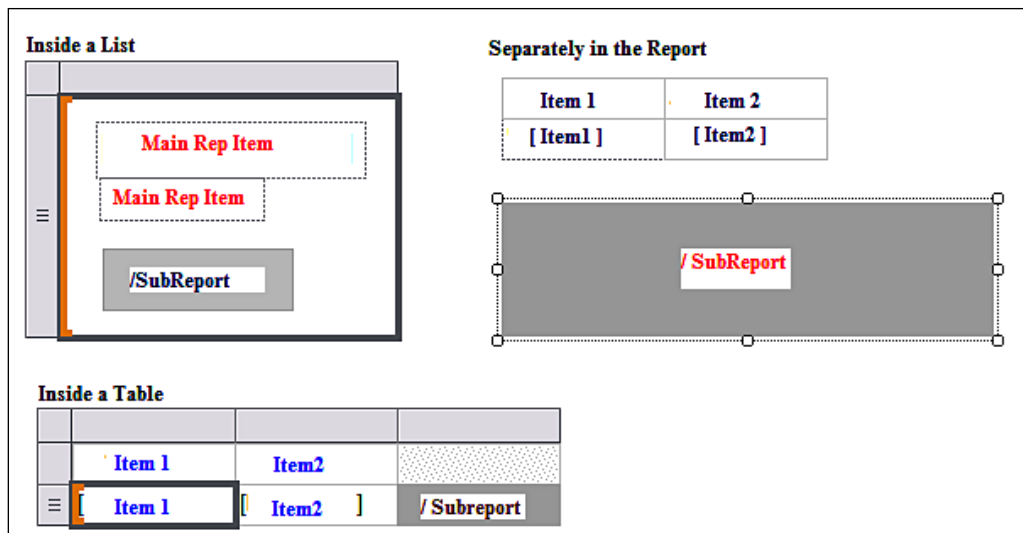 Inside a List
Main Rep Item
Main Rep Item
/SubReport
Separately in the Report
Item 1 Item 2
[ Item1 ] [ Item2 ]
/ SubReport
Inside a Table
Item 1 Item2
[ Item 1 [ Item2 ] / Subreport